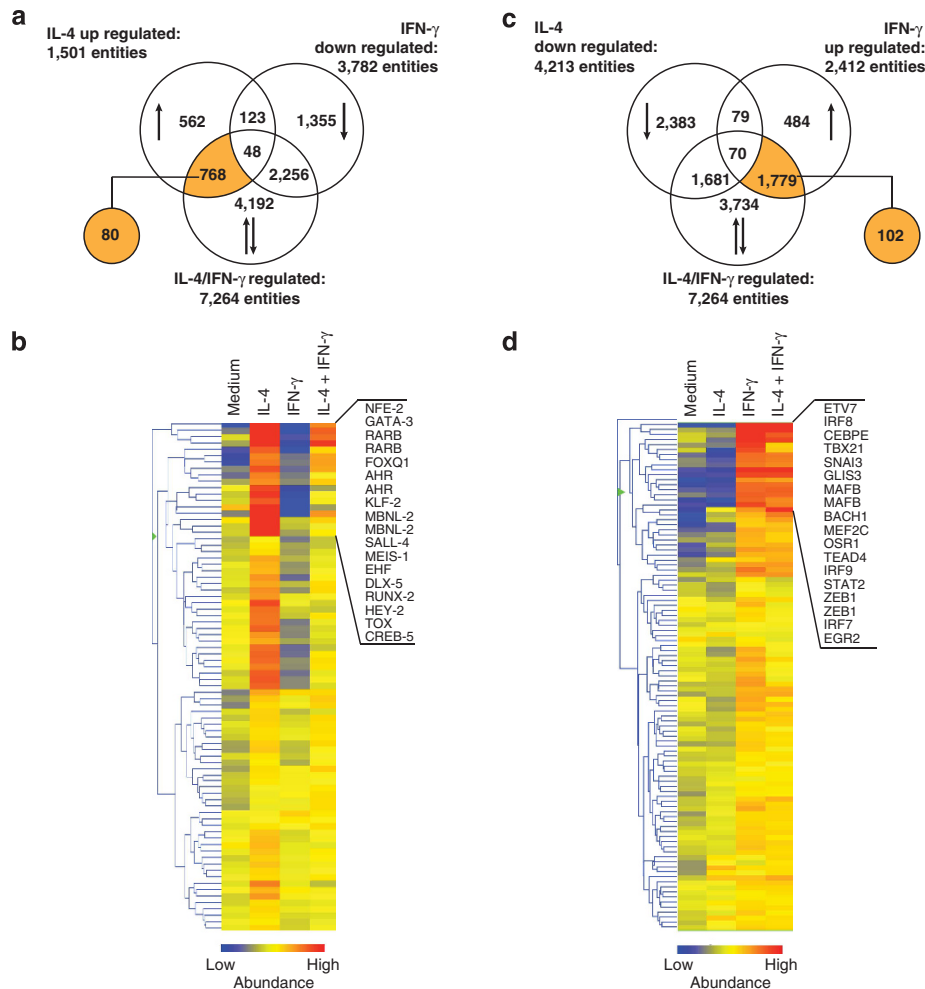 a
IL-4 up regulated:
1,501 entities
IFN-γ
down regulated:
3,782 entities
562
123
1,355
48
768
2,256
4,192
80
IL-4/IFN-γ regulated:
7,264 entities
c
IL-4
down regulated:
4,213 entities
IFN-γ
up regulated:
2,412 entities
2,383
79
484
70
1,681
1,779
3,734
102
IL-4/IFN-γ regulated:
7,264 entities
b
Medium
IL-4
IFN-γ
IL-4 + IFN-γ
NFE-2
GATA-3
RARB
RARB
FOXQ1
AHR
AHR
KLF-2
MBNL-2
MBNL-2
SALL-4
MEIS-1
EHF
DLX-5
RUNX-2
HEY-2
TOX
CREB-5
Low High
Abundance
d
Medium
IL-4
IFN-γ
IL-4 + IFN-γ
ETV7
IRF8
CEBPE
TBX21
SNAI3
GLIS3
MAFB
MAFB
BACH1
MEF2C
OSR1
TEAD4
IRF9
STAT2
ZEB1
ZEB1
IRF7
EGR2
Low High
Abundance